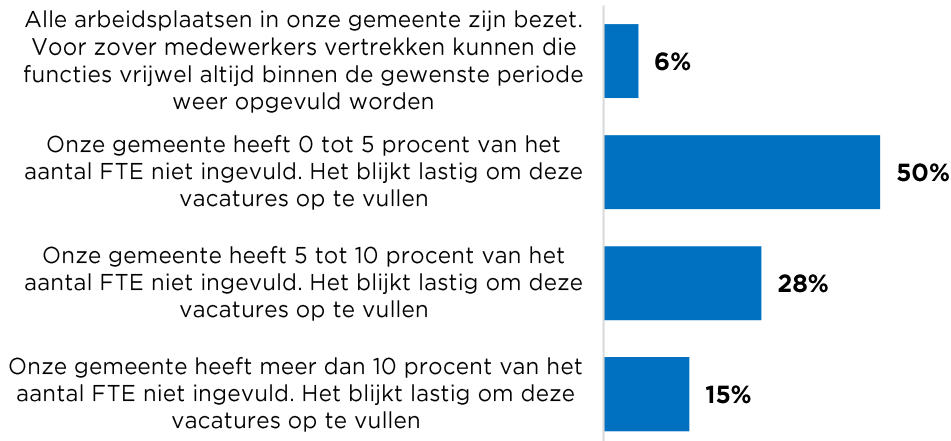 Alle arbeidsplaatsen in onze gemeente zijn bezet.
Voor zover medewerkers vertrekken kunnen die
functies vrijwel altijd binnen de gewenste periode
weer opgevuld worden
6%
Onze gemeente heeft 0 tot 5 procent van het
aantal FTE niet ingevuld. Het blijkt lastig om deze
vacatures op te vullen
50%
Onze gemeente heeft 5 tot 10 procent van het
aantal FTE niet ingevuld. Het blijkt lastig om deze
vacatures op te vullen
28%
Onze gemeente heeft meer dan 10 procent van het
aantal FTE niet ingevuld. Het blijkt lastig om deze
vacatures op te vullen
15%